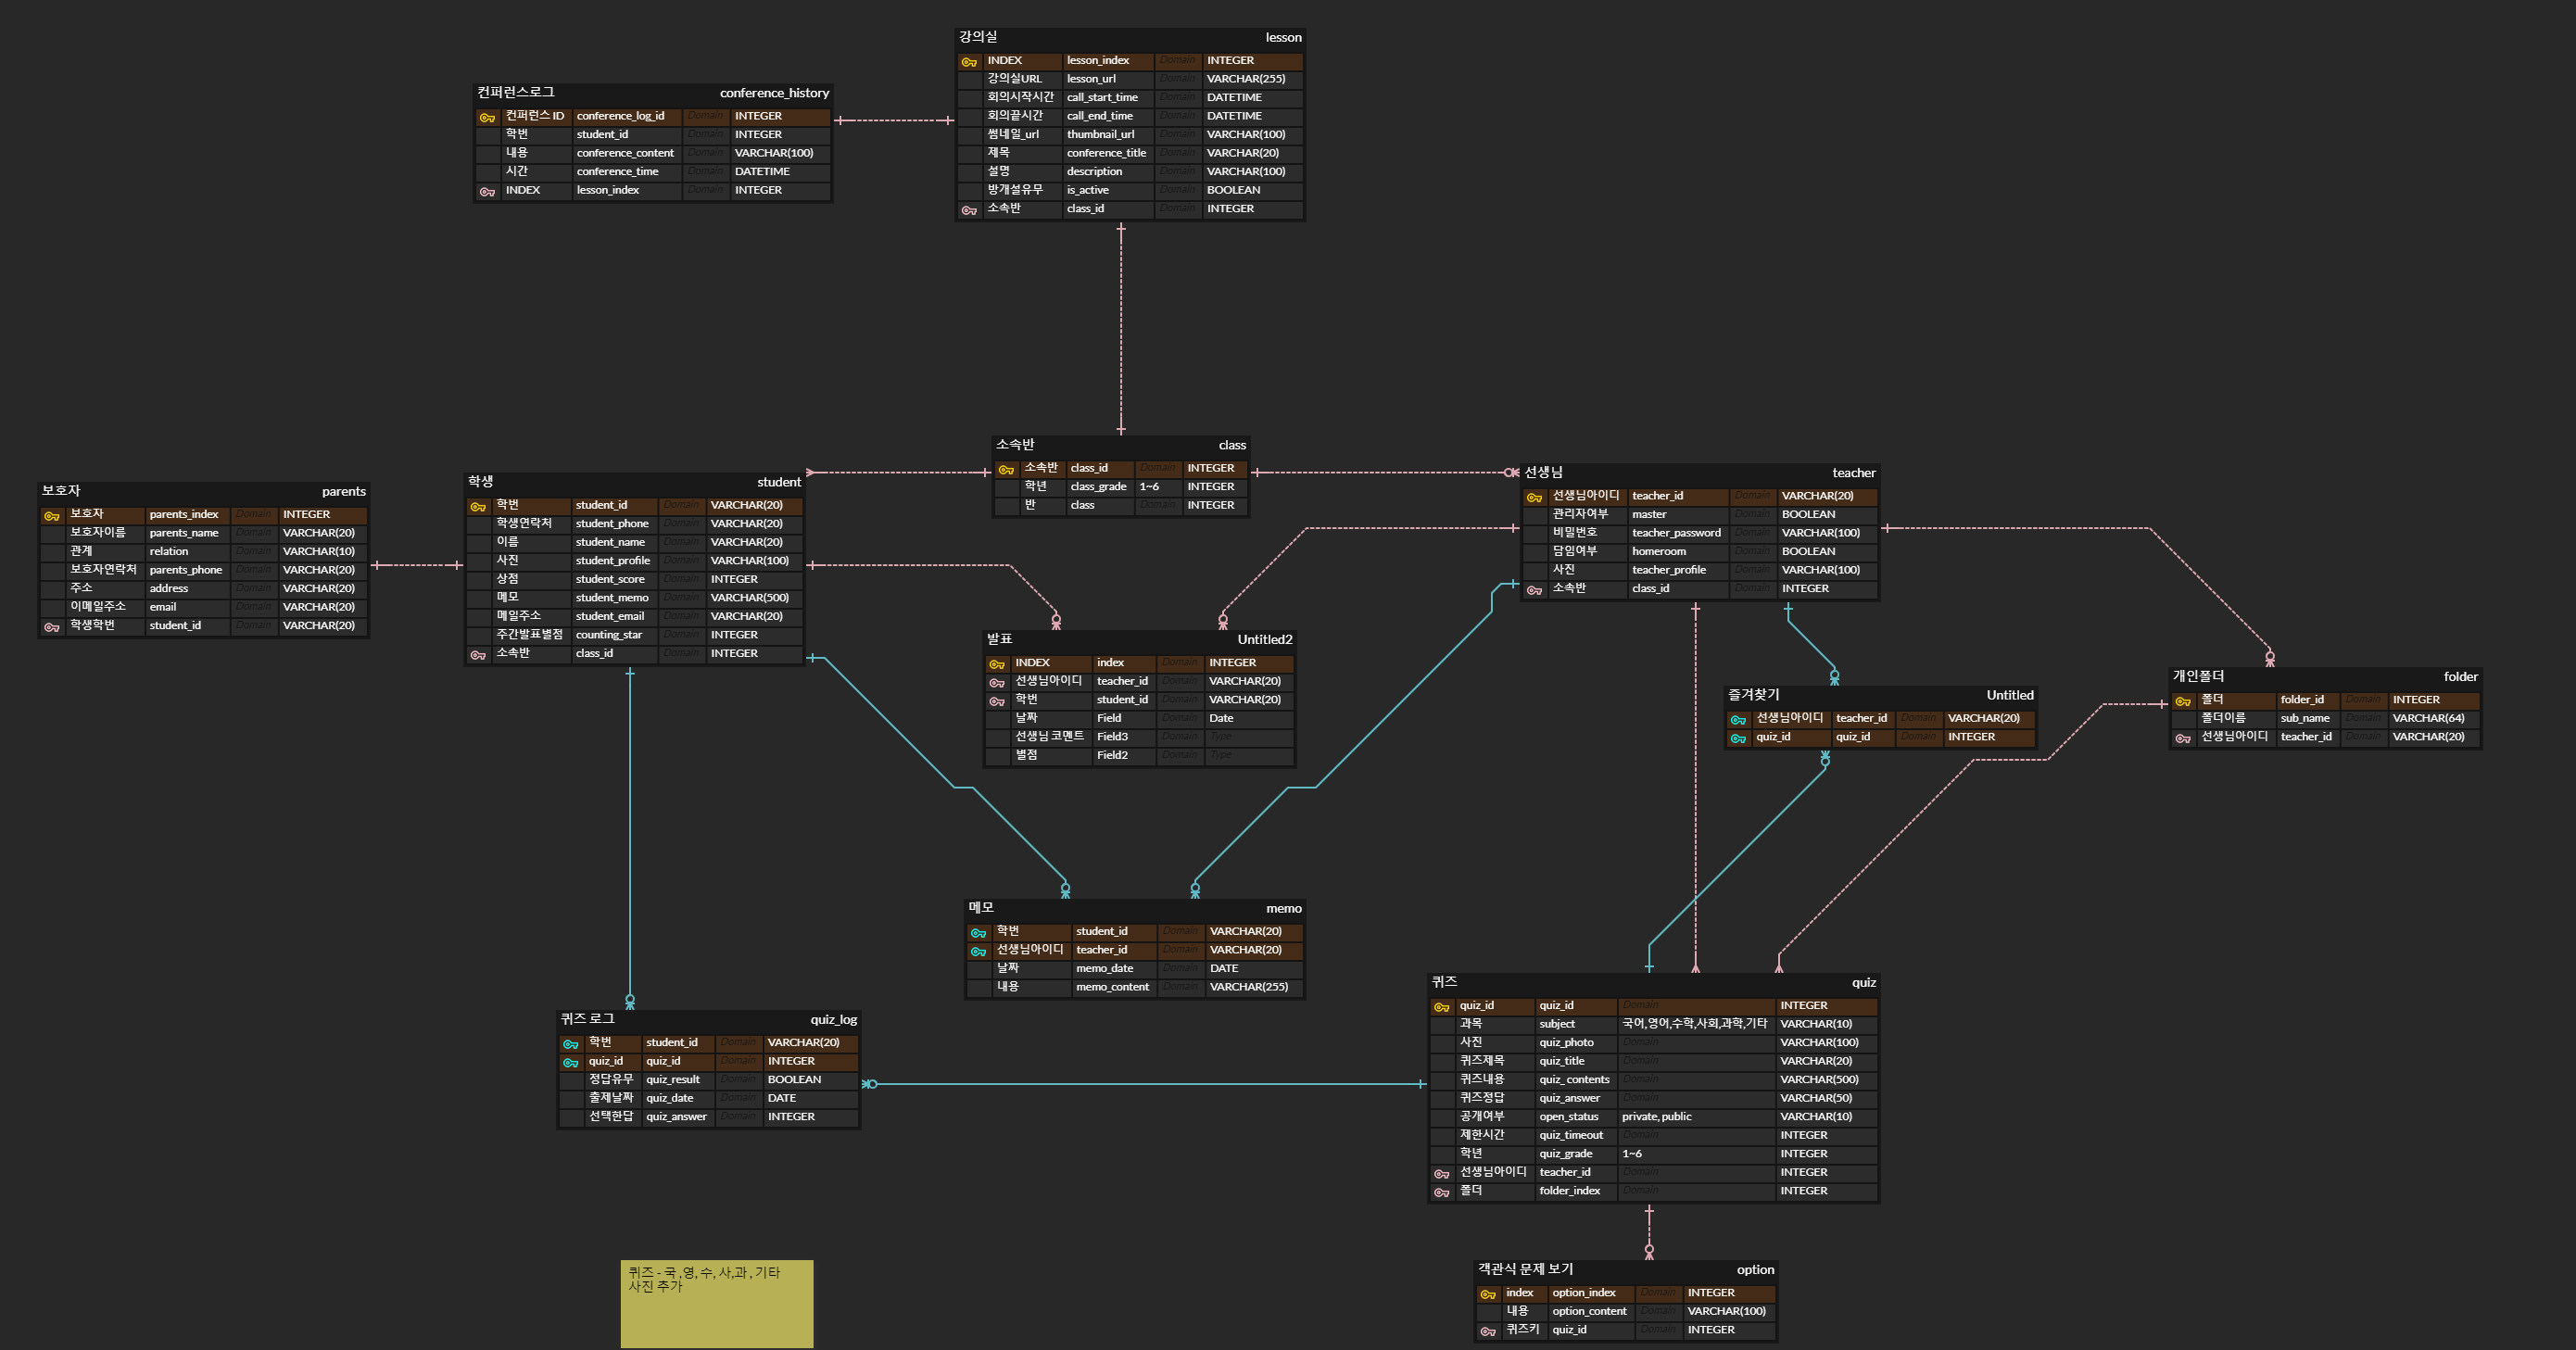 강의실 lesson
INDEX lesson_index Domain INTEGER
강의실URL lesson_url Domain VARCHAR(255)
회의시작시간 call_start_time Domain DATETIME
회의끝시간 call_end_time Domain DATETIME
썸네일_url thumbnail_url Domain VARCHAR(100)
제목 conference_title Domain VARCHAR(20)
설명 description Domain VARCHAR(100)
방개설유무 is_active Domain BOOLEAN
소속반 class_id Domain INTEGER
컨퍼런스로그 conference_history
컨퍼런스 ID conference_log_id Domain INTEGER
학번 student_id Domain INTEGER
내용 conference_content Domain VARCHAR(100)
시간 conference_time Domain DATETIME
INDEX lesson_index Domain INTEGER
소속반 class
소속반 class_id Domain INTEGER
학년 class_grade 1~6 INTEGER
반 class Domain INTEGER
보호자 parents
보호자 parents_index Domain INTEGER
보호자이름 parents_name Domain VARCHAR(20)
관계 relation Domain VARCHAR(10)
보호자연락처 parents_phone Domain VARCHAR(20)
주소 address Domain VARCHAR(20)
이메일주소 email Domain VARCHAR(20)
학생학번 student_id Domain VARCHAR(20)
학생 student
학번 student_id Domain VARCHAR(20)
학생연락처 student_phone Domain VARCHAR(20)
이름 student_name Domain VARCHAR(20)
사진 student_profile Domain VARCHAR(100)
상점 student_score Domain INTEGER
메모 student_memo Domain VARCHAR(500)
메일주소 student_email Domain VARCHAR(20)
주간발표별점 counting_star Domain INTEGER
소속반 class_id Domain INTEGER
선생님 teacher
선생님아이디 teacher_id Domain VARCHAR(20)
관리자여부 master Domain BOOLEAN
비밀번호 teacher_password Domain VARCHAR(100)
담임여부 homeroom Domain BOOLEAN
사진 teacher_profile Domain VARCHAR(100)
소속반 class_id Domain INTEGER
발표 Untitled2
INDEX index Domain INTEGER
선생님아이디 teacher_id Domain VARCHAR(20)
학번 student_id Domain VARCHAR(20)
날짜 Field Domain Date
선생님 코멘트 Field3 Domain Type
별점 Field2 Domain Type
즐겨찾기 Untitled
선생님아이디 teacher_id Domain VARCHAR(20)
quiz_id quiz_id Domain INTEGER
개인폴더 folder
폴더 folder_id Domain INTEGER
폴더이름 sub_name Domain VARCHAR(64)
선생님아이디 teacher_id Domain VARCHAR(20)
메모 memo
학번 student_id Domain VARCHAR(20)
선생님아이디 teacher_id Domain VARCHAR(20)
날짜 memo_date Domain DATE
내용 memo_content Domain VARCHAR(255)
퀴즈 로그 quiz_log
학번 student_id Domain VARCHAR(20)
quiz_id quiz_id Domain INTEGER
정답유무 quiz_result Domain BOOLEAN
출제날짜 quiz_date Domain DATE
선택한답 quiz_answer Domain INTEGER
퀴즈 quiz
quiz_id quiz_id Domain INTEGER
과목 subject 국어,영어,수학,사회,과학,기타 VARCHAR(10)
사진 quiz_photo Domain VARCHAR(100)
퀴즈제목 quiz_title Domain VARCHAR(20)
퀴즈내용 quiz_contents Domain VARCHAR(500)
퀴즈정답 quiz_answer Domain VARCHAR(50)
공개여부 open_status private, public VARCHAR(10)
제한시간 quiz_timeout Domain INTEGER
학년 quiz_grade 1~6 INTEGER
선생님아이디 teacher_id Domain INTEGER
폴더 folder_index Domain INTEGER
퀴즈 - 국 ,영, 수, 사,과 , 기타
사진 추가
객관식 문제 보기 option
index option_index Domain INTEGER
내용 option_content Domain VARCHAR(100)
퀴즈키 quiz_id Domain INTEGER